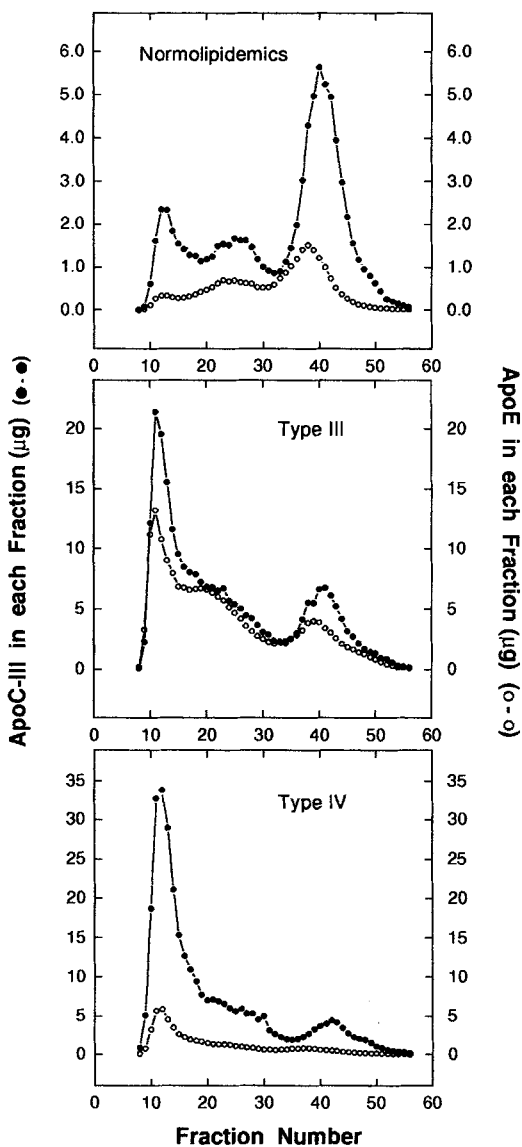 Normolipidemics
6.0 6.0
5.0 5.0
4.0 4.0
3.0 3.0
2.0 2.0
1.0 1.0
0.0 0.0
0 10 20 30 40 50 60
Type III
20 20
15 15
10 10
5 5
0 0
0 10 20 30 40 50 60
Type IV
35 35
30 30
25 25
20 20
15 15
10 10
5 5
0 0
0 10 20 30 40 50 60
Fraction Number
ApoC-III in each Fraction (μg) (●-●)
ApoE in each Fraction (μg) (o-o)